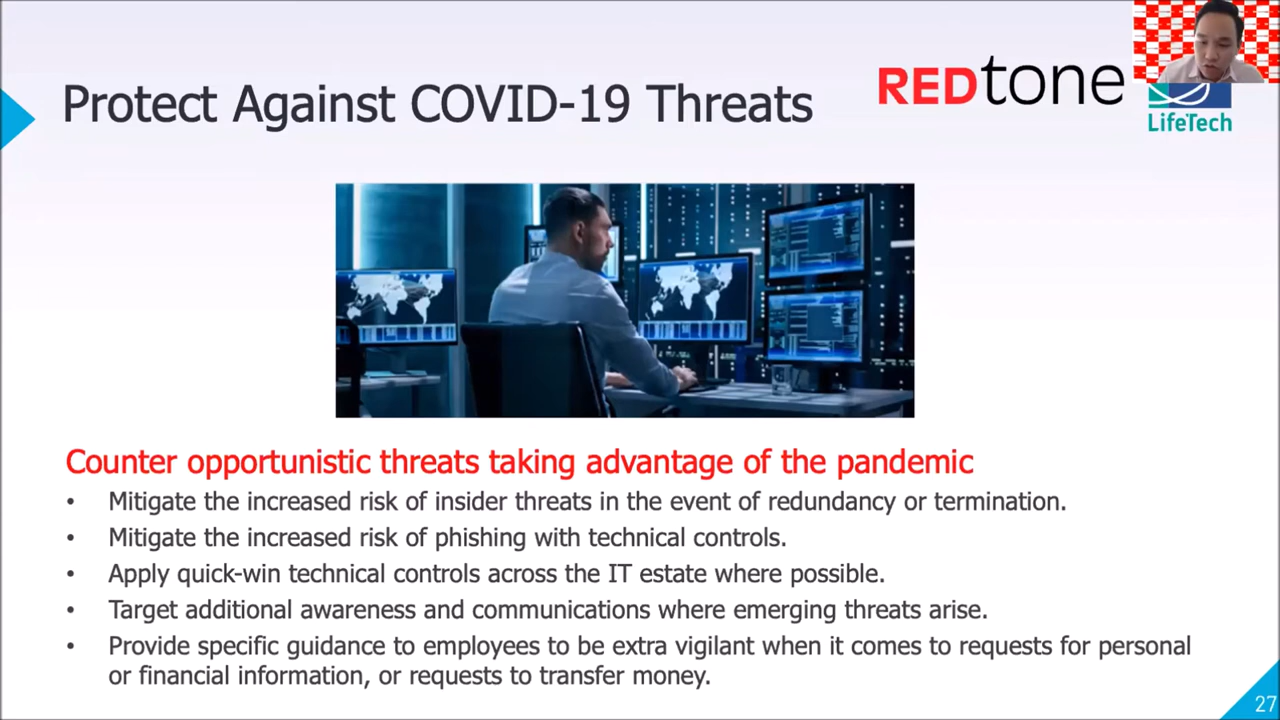 Protect Against COVID-19 Threats
REDtone
LifeTech
Counter opportunistic threats taking advantage of the pandemic
• Mitigate the increased risk of insider threats in the event of redundancy or termination.
• Mitigate the increased risk of phishing with technical controls.
• Apply quick-win technical controls across the IT estate where possible.
• Target additional awareness and communications where emerging threats arise.
• Provide specific guidance to employees to be extra vigilant when it comes to requests for personal
or financial information, or requests to transfer money.
27